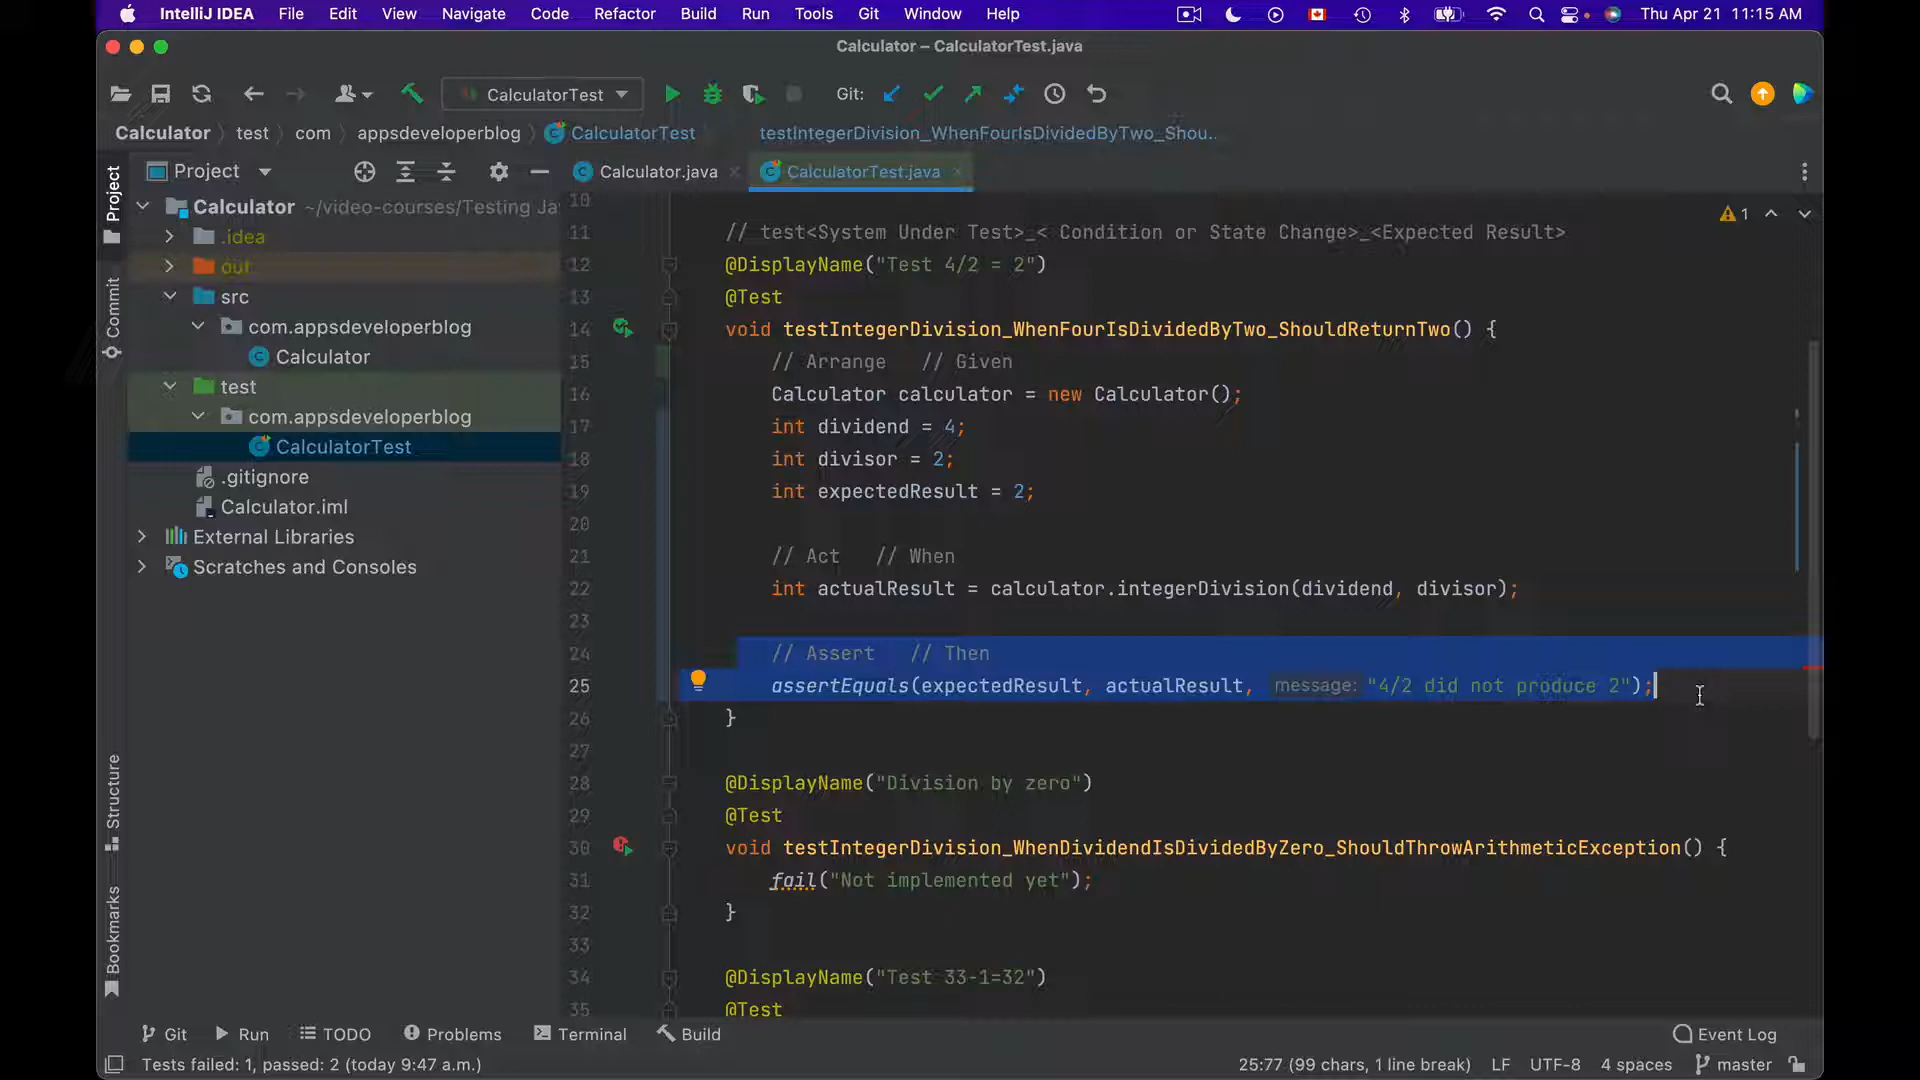 IntelliJ IDEA File Edit View Navigate Code Refactor Build Run Tools Git Window Help Thu Apr 21 11:15 AM
Calculator – CalculatorTest.java
CalculatorTest Git:
Calculator test com appsdeveloperblog CalculatorTest testIntegerDivision_WhenFourIsDividedByTwo_Shou..
Project
Calculator.java
CalculatorTest.java
Project
Commit
Structure
Bookmarks
Calculator ~/video-courses/Testing Ja
.idea
out
src
com.appsdeveloperblog
Calculator
test
com.appsdeveloperblog
CalculatorTest
.gitignore
Calculator.iml
External Libraries
Scratches and Consoles
1
10
11 // test<System Under Test>_< Condition or State Change>_<Expected Result>
12 @DisplayName("Test 4/2 = 2")
13 @Test
14 void testIntegerDivision_WhenFourIsDividedByTwo_ShouldReturnTwo() {
15 // Arrange // Given
16 Calculator calculator = new Calculator();
17 int dividend = 4;
18 int divisor = 2;
19 int expectedResult = 2;
20
21 // Act // When
22 int actualResult = calculator.integerDivision(dividend, divisor);
23
24 // Assert // Then
25 assertEquals(expectedResult, actualResult, message: "4/2 did not produce 2");
26 }
27
28 @DisplayName("Division by zero")
29 @Test
30 void testIntegerDivision_WhenDividendIsDividedByZero_ShouldThrowArithmeticException() {
31 fail("Not implemented yet");
32 }
33
34 @DisplayName("Test 33-1=32")
35 @Test
Git Run TODO Problems Terminal Build Event Log
Tests failed: 1, passed: 2 (today 9:47 a.m.) 25:77 (99 chars, 1 line break) LF UTF-8 4 spaces master